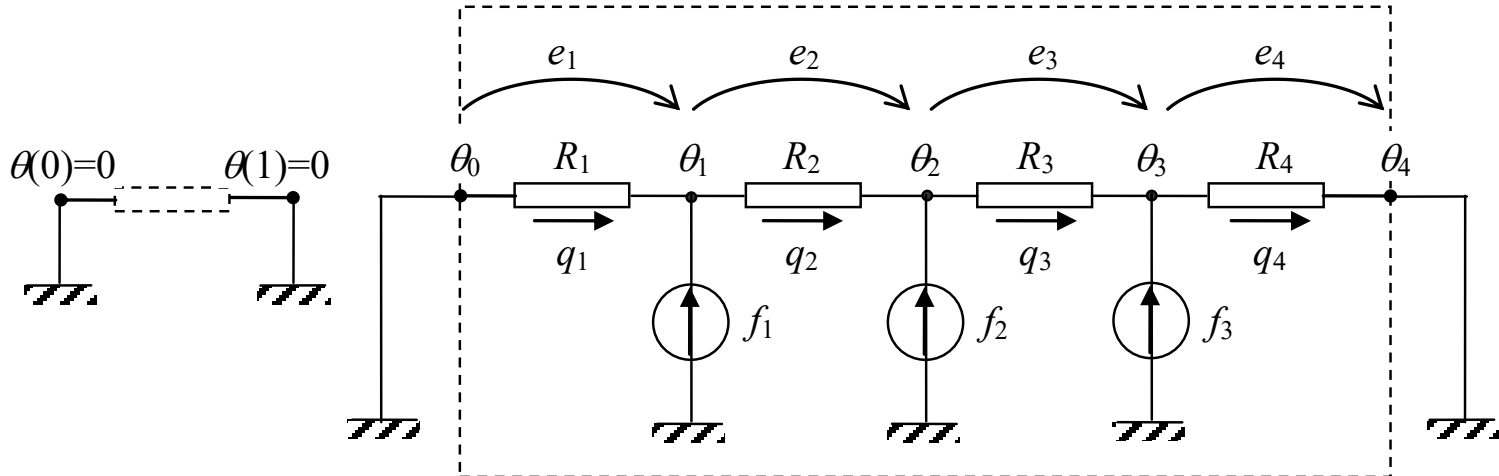 e₁ e₂ e₃ e₄
θ(0)=0 θ(1)=0 θ₀ R₁ θ₁ R₂ θ₂ R₃ θ₃ R₄ θ₄
q₁ q₂ q₃ q₄
f₁ f₂ f₃